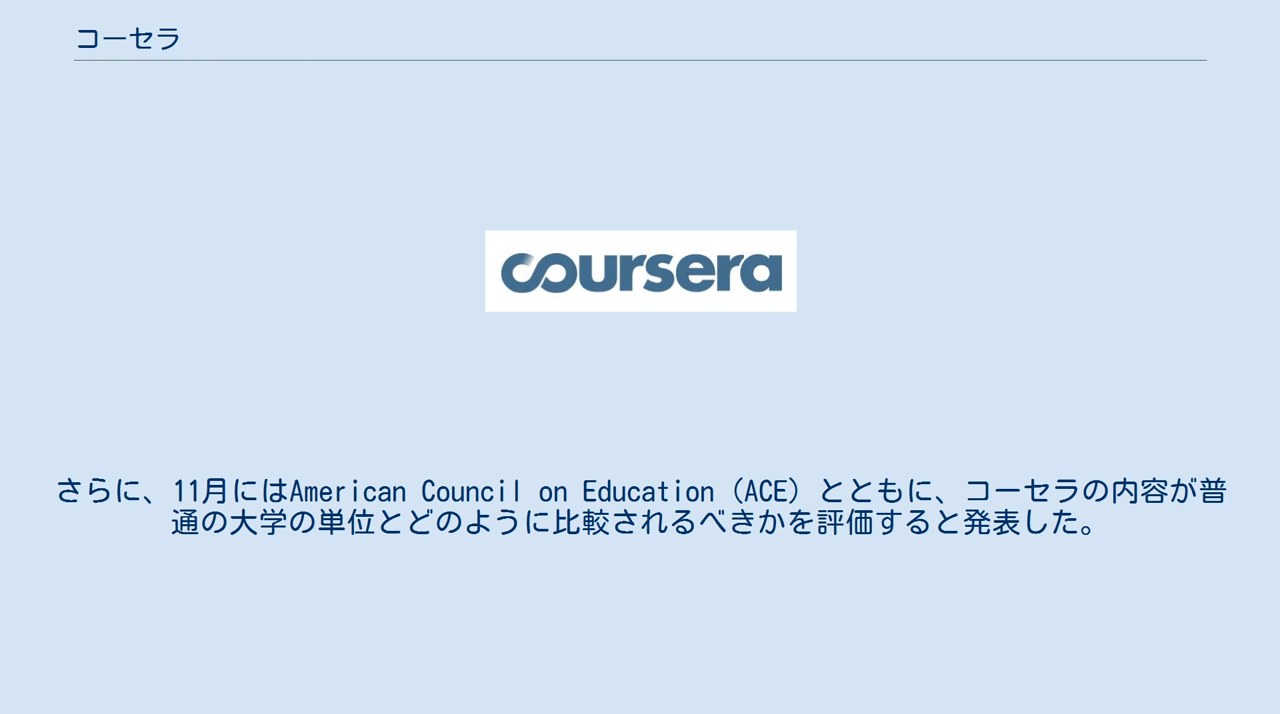 コーセラ
coursera
さらに、11月にはAmerican Council on Education（ACE）とともに、コーセラの内容が普
通の大学の単位とどのように比較されるべきかを評価すると発表した。